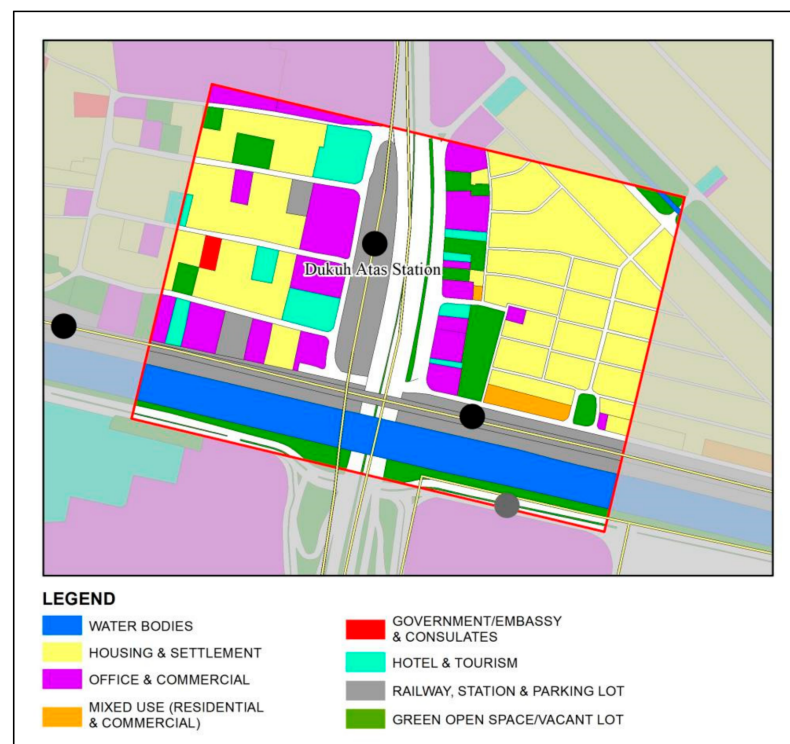 Dukuh Atas Station
LEGEND
WATER BODIES
HOUSING & SETTLEMENT
OFFICE & COMMERCIAL
MIXED USE (RESIDENTIAL
& COMMERCIAL)
GOVERNMENT/EMBASSY
& CONSULATES
HOTEL & TOURISM
RAILWAY, STATION & PARKING LOT
GREEN OPEN SPACE/VACANT LOT